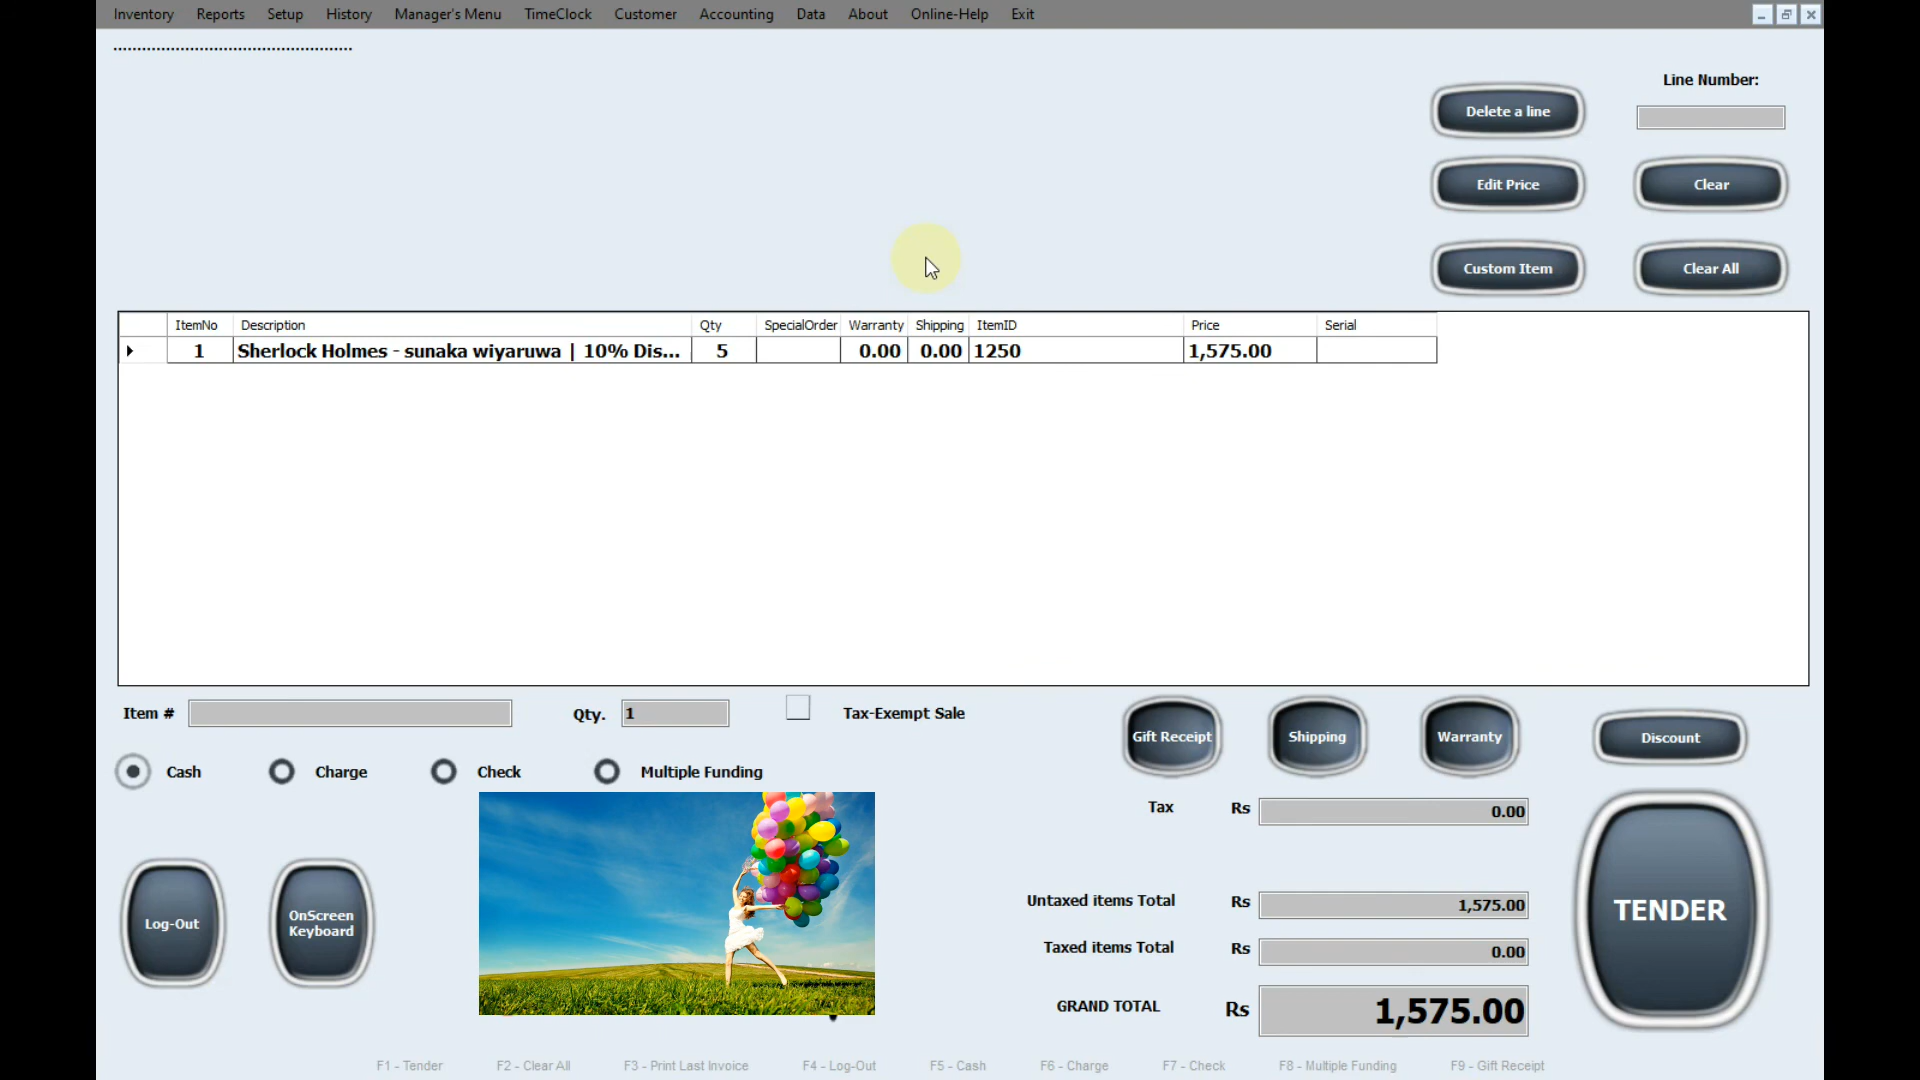 Inventory Reports Setup History Manager's Menu TimeClock Customer Accounting Data About Online-Help Exit
Line Number:
Delete a line
Edit Price Clear
Custom Item Clear All
ItemNo Description Qty SpecialOrder Warranty Shipping ItemID Price Serial
1 Sherlock Holmes - sunaka wiyaruwa | 10% Dis... 5 0.00 0.00 1250 1,575.00
Item # Qty. 1 Tax-Exempt Sale
Gift Receipt Shipping Warranty Discount
Cash Charge Check Multiple Funding
Tax Rs 0.00
Log-Out
OnScreen
Keyboard
Untaxed items Total Rs 1,575.00
TENDER
Taxed items Total Rs 0.00
GRAND TOTAL Rs 1,575.00
F1 - Tender F2 - Clear All F3 - Print Last Invoice F4 - Log-Out F5 - Cash F6 - Charge F7 - Check F8 - Multiple Funding F9 - Gift Receipt